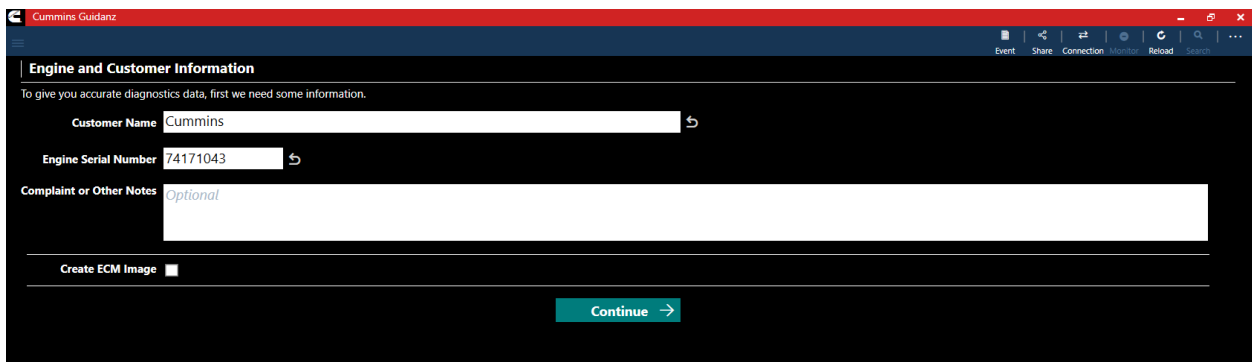 Cummins Guidanz
Event Share Connection Monitor Reload Search
Engine and Customer Information
To give you accurate diagnostics data, first we need some information.
Customer Name Cummins
Engine Serial Number 74171043
Complaint or Other Notes Optional
Create ECM Image
Continue